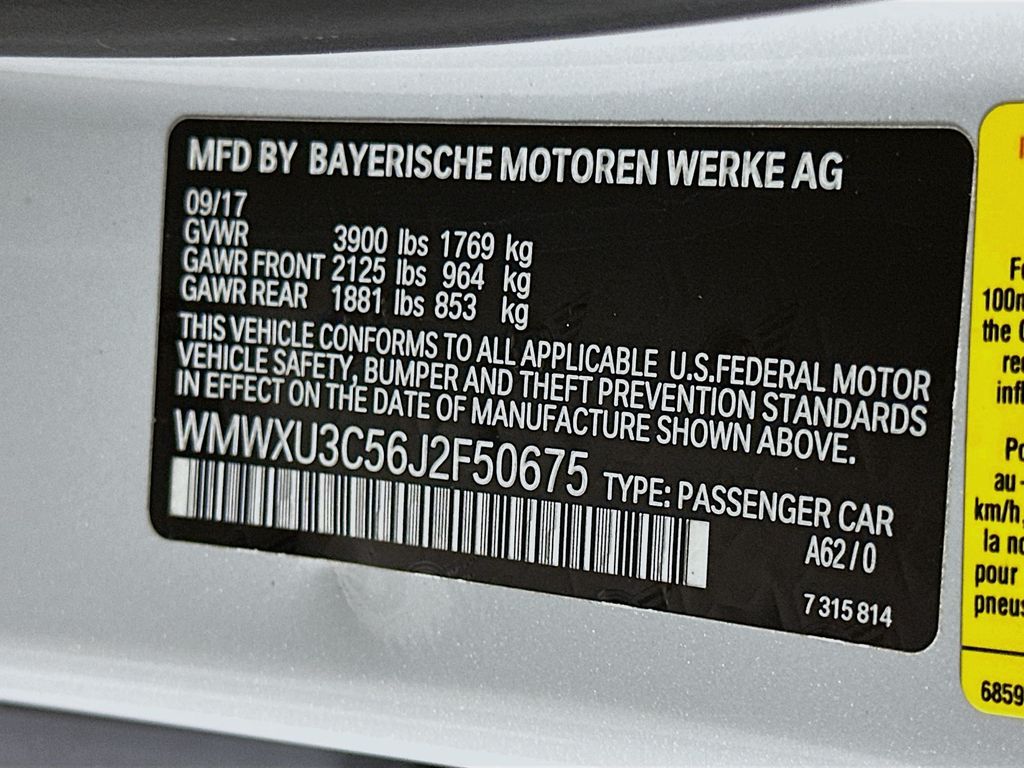 MFD BY BAYERISCHE MOTOREN WERKE AG
09/17
GVWR 3900 lbs 1769 kg
GAWR FRONT 2125 lbs 964 kg
GAWR REAR 1881 lbs 853 kg
THIS VEHICLE CONFORMS TO ALL APPLICABLE U.S.FEDERAL MOTOR
VEHICLE SAFETY, BUMPER AND THEFT PREVENTION STANDARDS
IN EFFECT ON THE DATE OF MANUFACTURE SHOWN ABOVE.
WMWXU3C56J2F50675 TYPE: PASSENGER CAR
A62/0
7 315 814
the
au-
km/h,
la
pour
pneus
6859